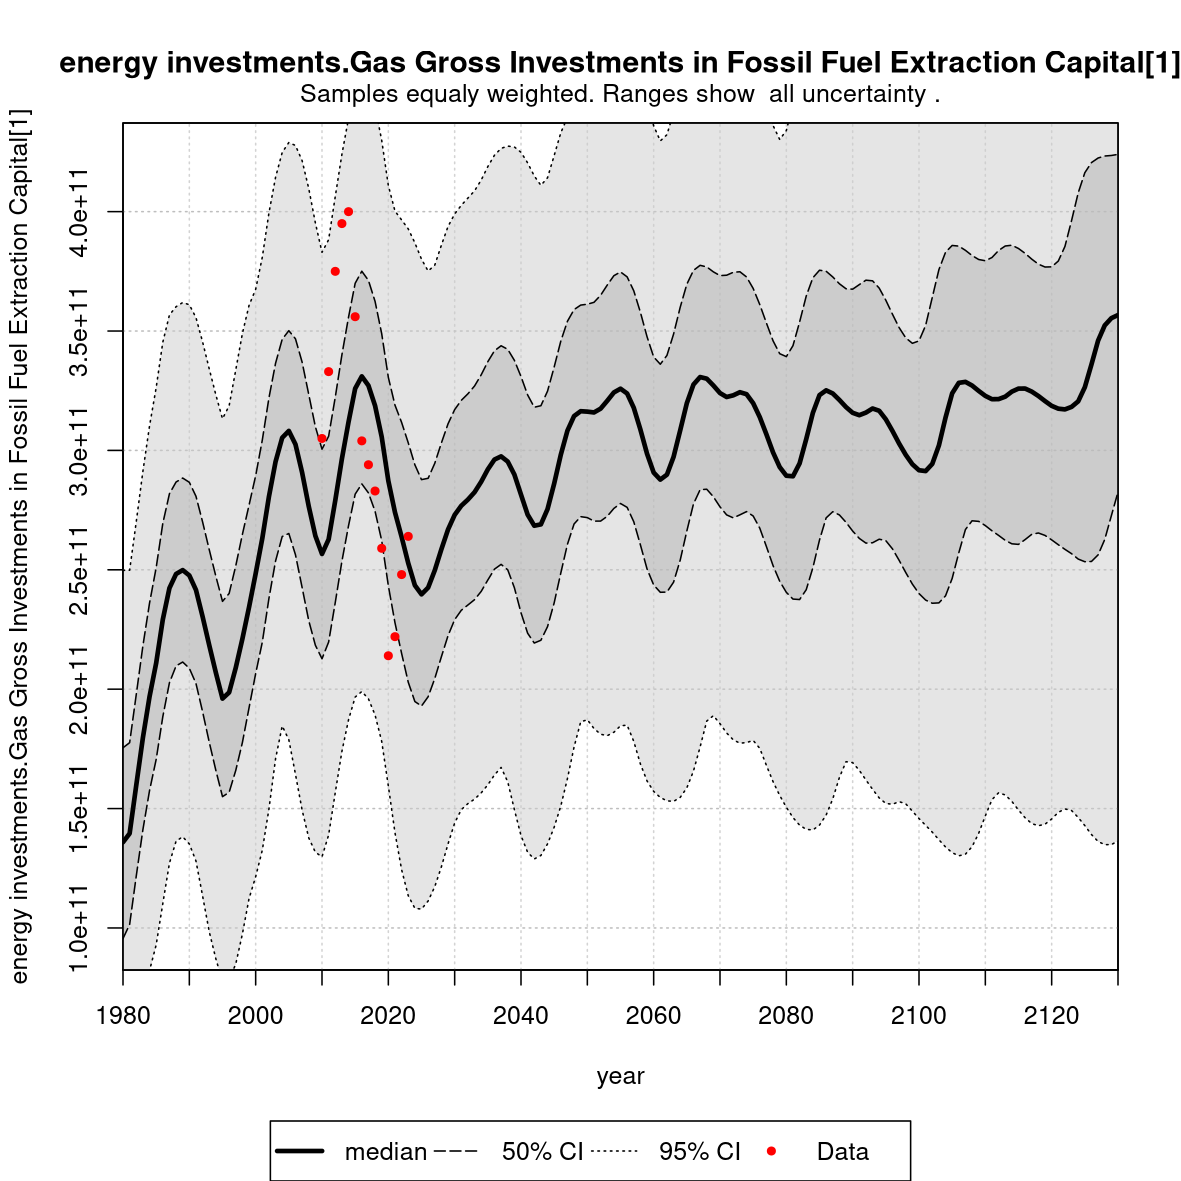 energy investments.Gas Gross Investments in Fossil Fuel Extraction Capital[1]
Samples equaly weighted. Ranges show  all uncertainty .
energy investments.Gas Gross Investments in Fossil Fuel Extraction Capital[1]
4.0e+11
3.5e+11
3.0e+11
2.5e+11
2.0e+11
1.5e+11
1.0e+11
1980 2000 2020 2040 2060 2080 2100 2120
year
median 50% CI 95% CI Data